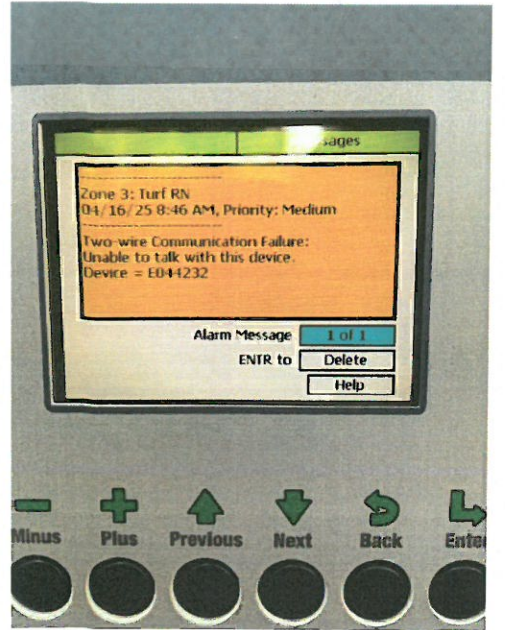 Zone 3: Turf RN
04/16/25 8:46 AM, Priority: Medium
Two-wire Communication Failure:
Unable to talk with this device.
Device = E044232
Alarm Message 1 of 1
ENTR to Delete
Help
Minus Plus Previous Next Back Enter